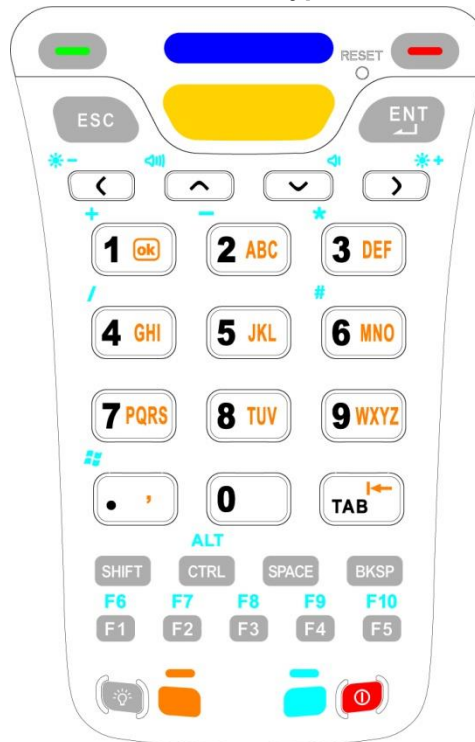 RESET
ESC ENT
- +
+ - *
1 ok 2 ABC 3 DEF
/ #
4 GHI 5 JKL 6 MNO
7 PQRS 8 TUV 9 WXYZ
. , 0 TAB
ALT
SHIFT CTRL SPACE BKSP
F6 F7 F8 F9 F10
F1 F2 F3 F4 F5